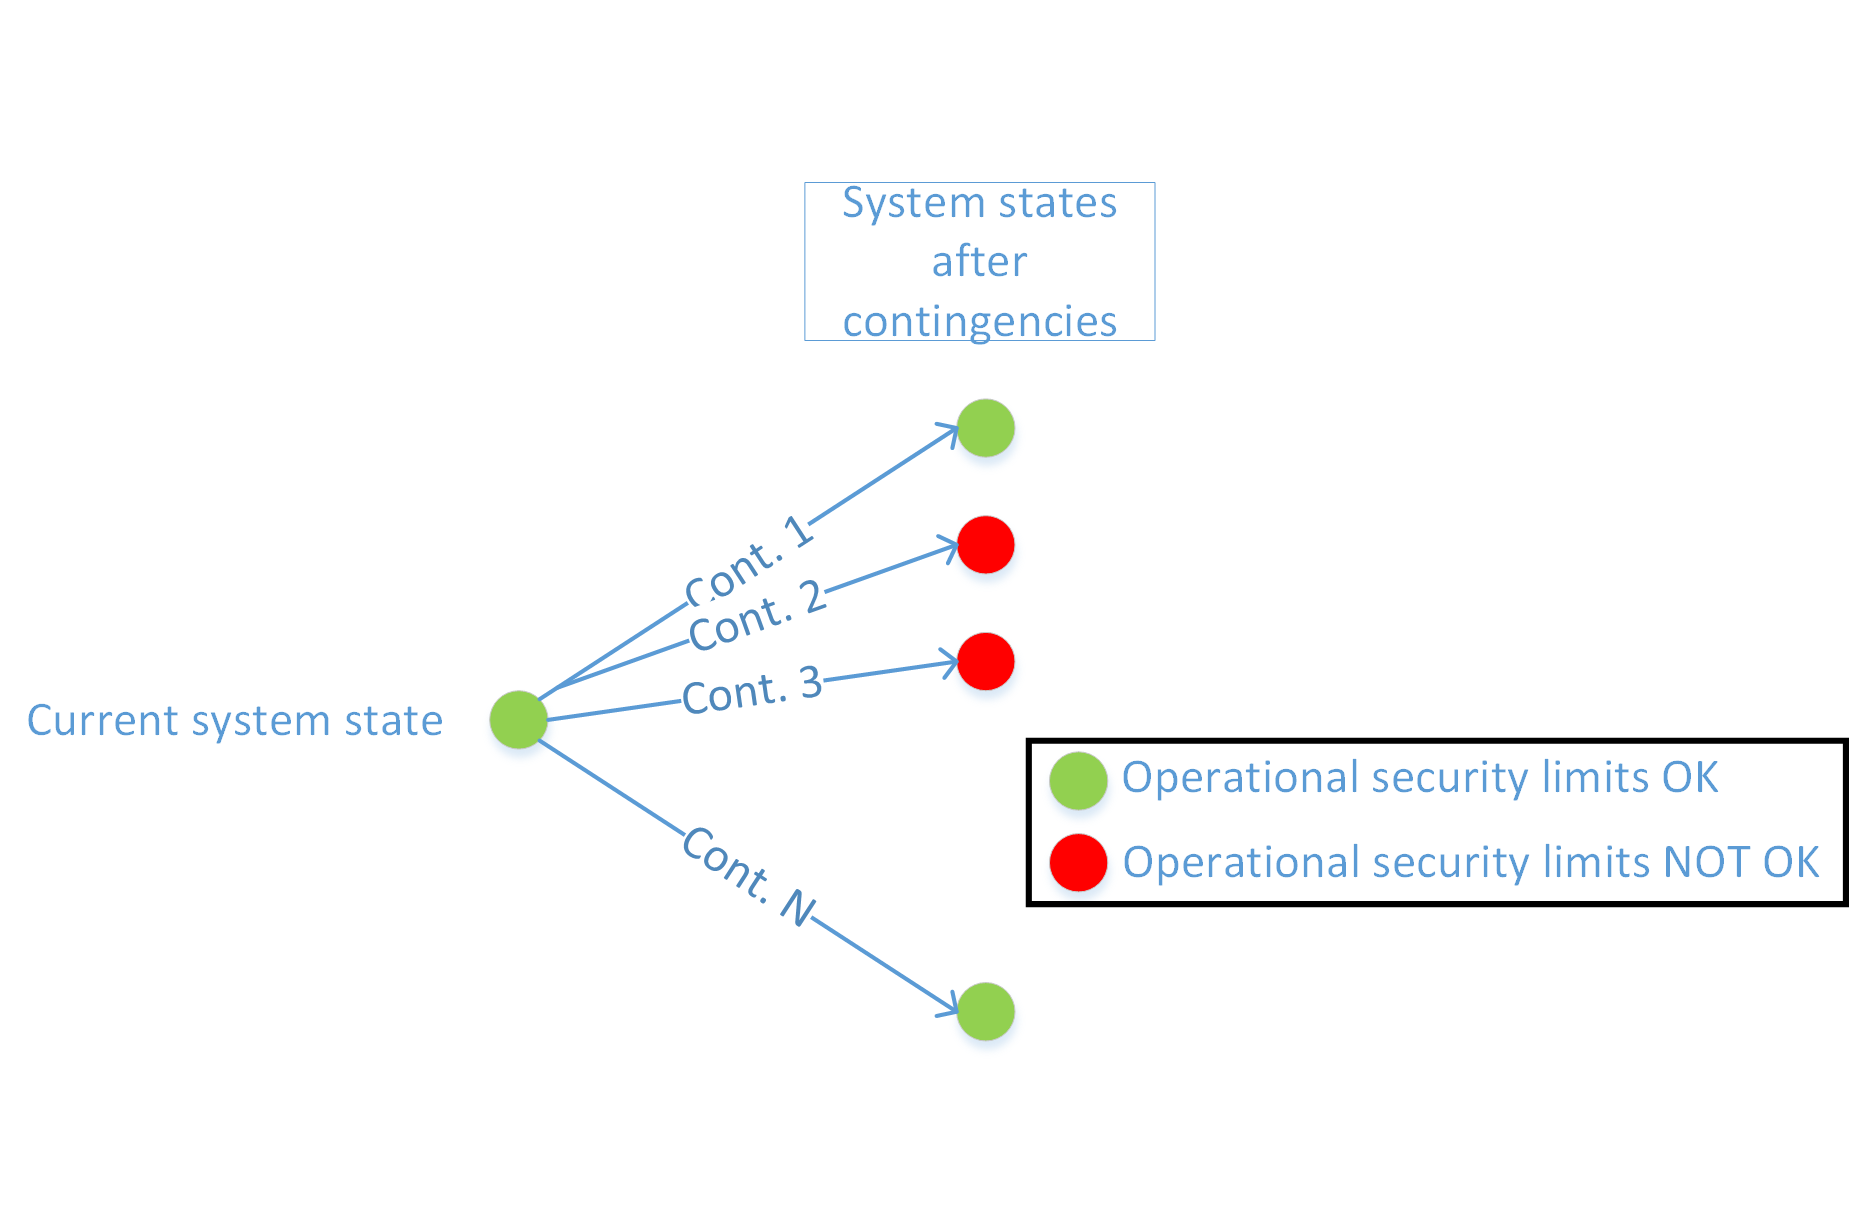 System states
after
contingencies
Cont. 1
Cont. 2
Cont. 3
Current system state
Operational security limits OK
Operational security limits NOT OK
Cont. N